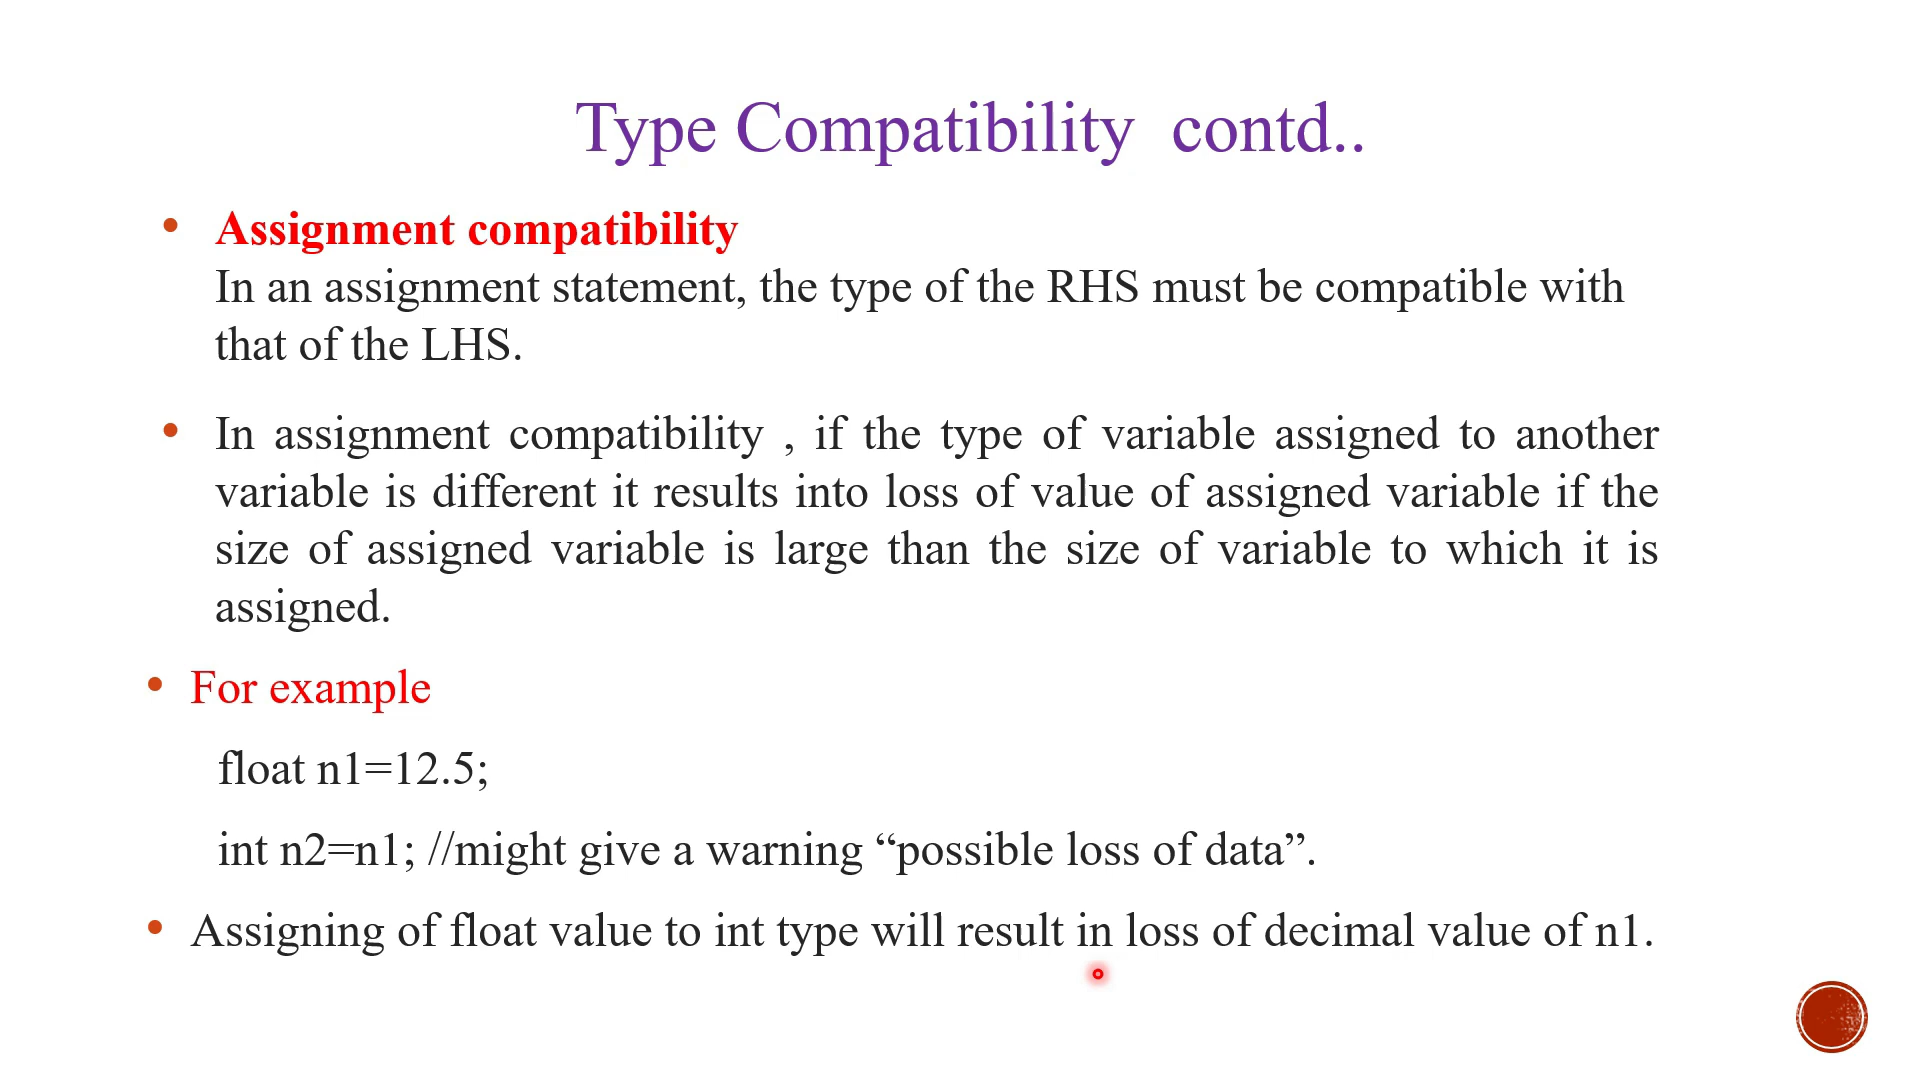 Type Compatibility contd..
• Assignment compatibility
In an assignment statement, the type of the RHS must be compatible with
that of the LHS.
• In assignment compatibility , if the type of variable assigned to another
variable is different it results into loss of value of assigned variable if the
size of assigned variable is large than the size of variable to which it is
assigned.
• For example
float n1=12.5;
int n2=n1; //might give a warning “possible loss of data”.
• Assigning of float value to int type will result in loss of decimal value of n1.